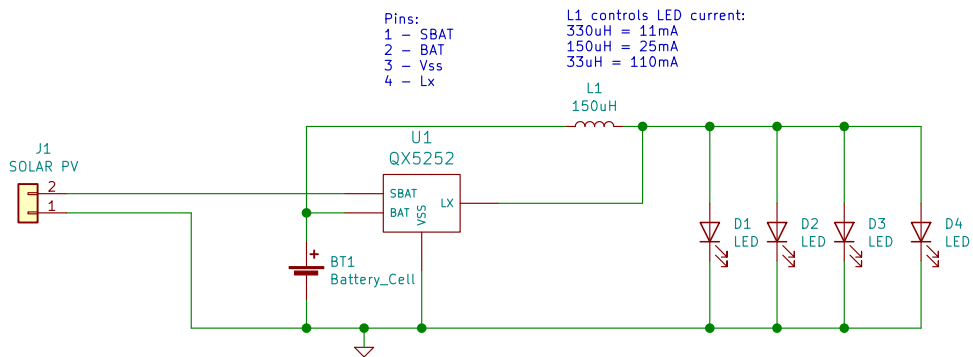 Pins:
1 - SBAT
2 - BAT
3 - Vss
4 - Lx
L1 controls LED current:
330uH = 11mA
150uH = 25mA
33uH = 110mA
L1
150uH
U1
QX5252
J1
SOLAR PV
2
1
SBAT
BAT
VSS
LX
+
BT1
Battery_Cell
D1
LED
D2
LED
D3
LED
D4
LED